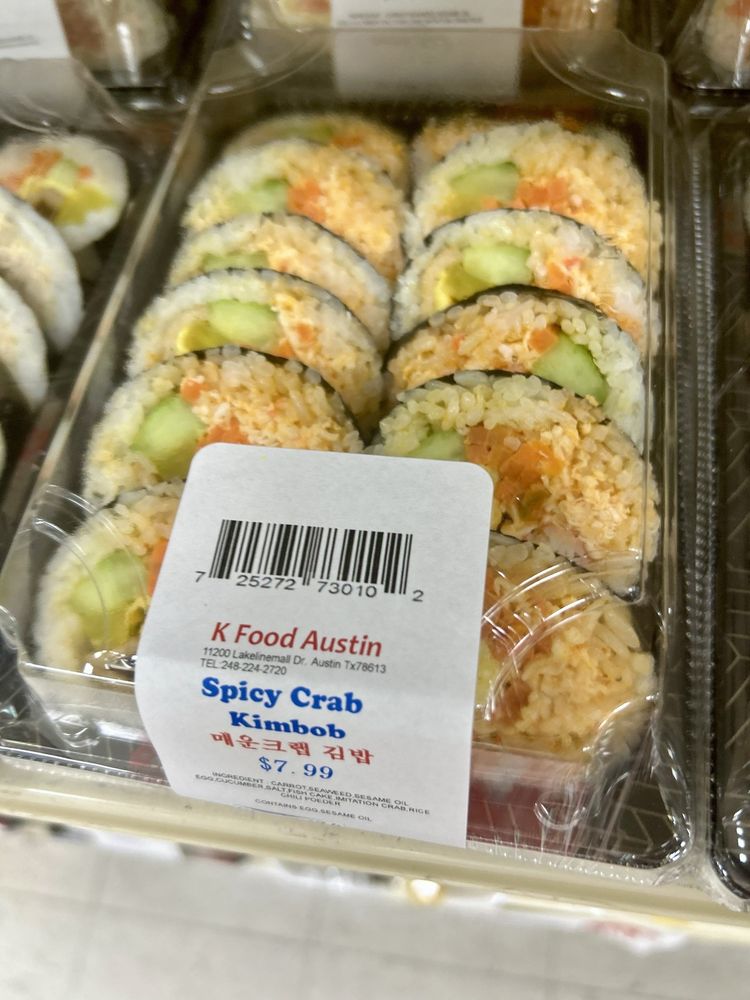 7 25272 73010 2
K Food Austin
11200 Lakelinemall Dr. Austin Tx78613
TEL:248-224-2720
Spicy Crab
Kimbob
매운크랩 김밥
$7.99
INGREDIENT : CARROT,SEAWEED,SESAME OIL
EGG,CUCUMBER,SALT,FISH CAKE,IMITATION CRAB,RICE
CHILI POEDER
CONTAINS:EGG,SESAME OIL